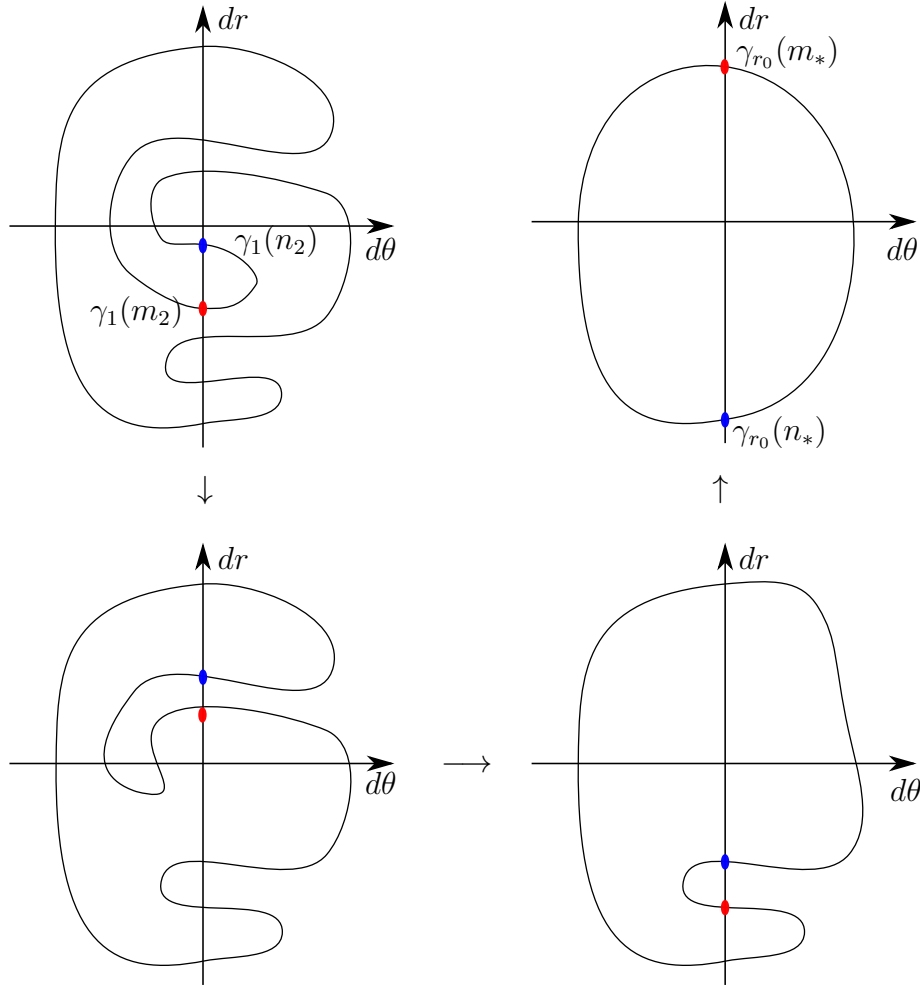 dr
dr
γ_{r_0}(m_*)
γ_1(n_2)
dθ
dθ
γ_1(m_2)
γ_{r_0}(n_*)
↓
↑
dr
dr
dθ
→
dθ